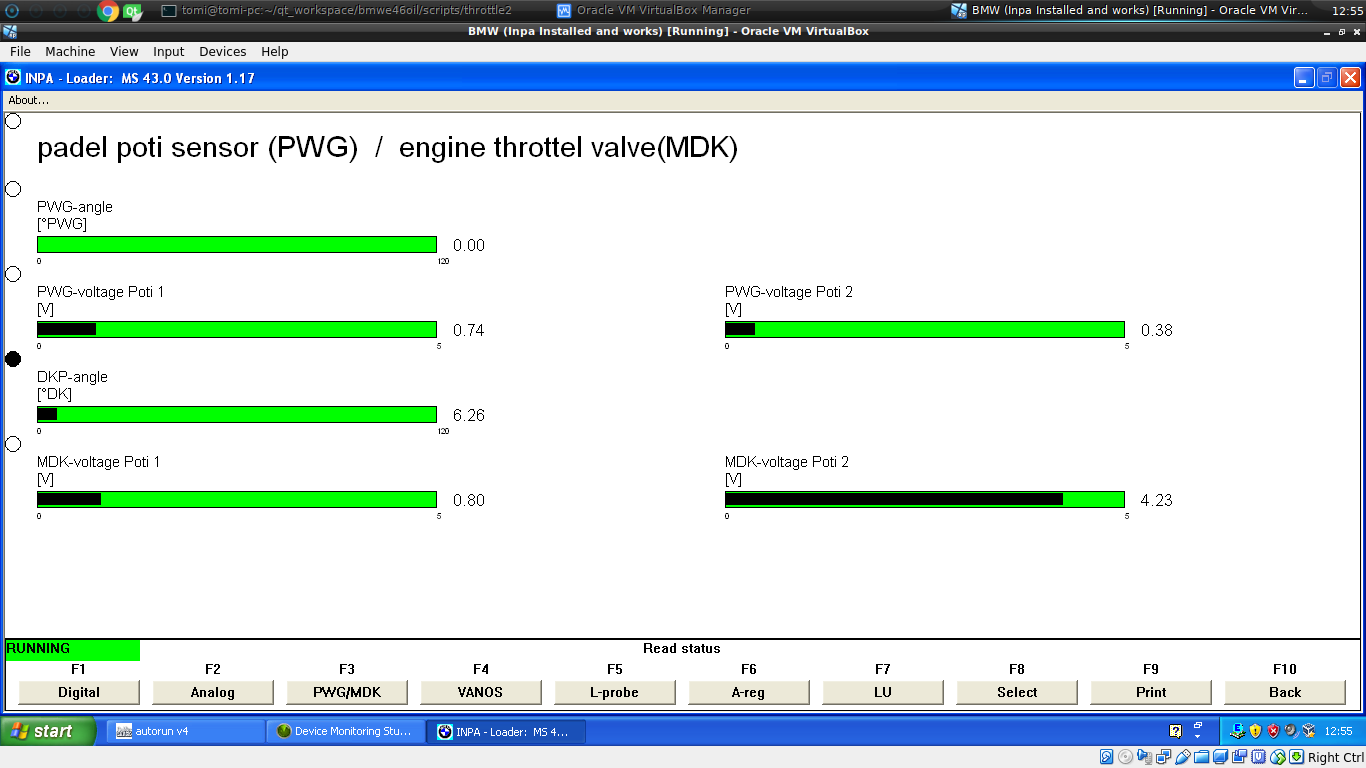 tomi@tomi-pc:~/qt_workspace/bmwe46oil/scripts/throttle2
Oracle VM VirtualBox Manager
BMW (Inpa Installed and works) [Running] - Oracle VM Vir...
12:55
BMW (Inpa Installed and works) [Running] - Oracle VM VirtualBox
File Machine View Input Devices Help
INPA - Loader: MS 43.0 Version 1.17
About...
padel poti sensor (PWG) / engine throttel valve(MDK)
PWG-angle
[°PWG]
0.00
0 120
PWG-voltage Poti 1
[V]
0.74
0 5
PWG-voltage Poti 2
[V]
0.38
0 5
DKP-angle
[°DK]
6.26
0 120
MDK-voltage Poti 1
[V]
0.80
0 5
MDK-voltage Poti 2
[V]
4.23
0 5
RUNNING
Read status
F1 F2 F3 F4 F5 F6 F7 F8 F9 F10
Digital Analog PWG/MDK VANOS L-probe A-reg LU Select Print Back
start
autorun v4
Device Monitoring Stu...
INPA - Loader: MS 4...
12:55
Right Ctrl